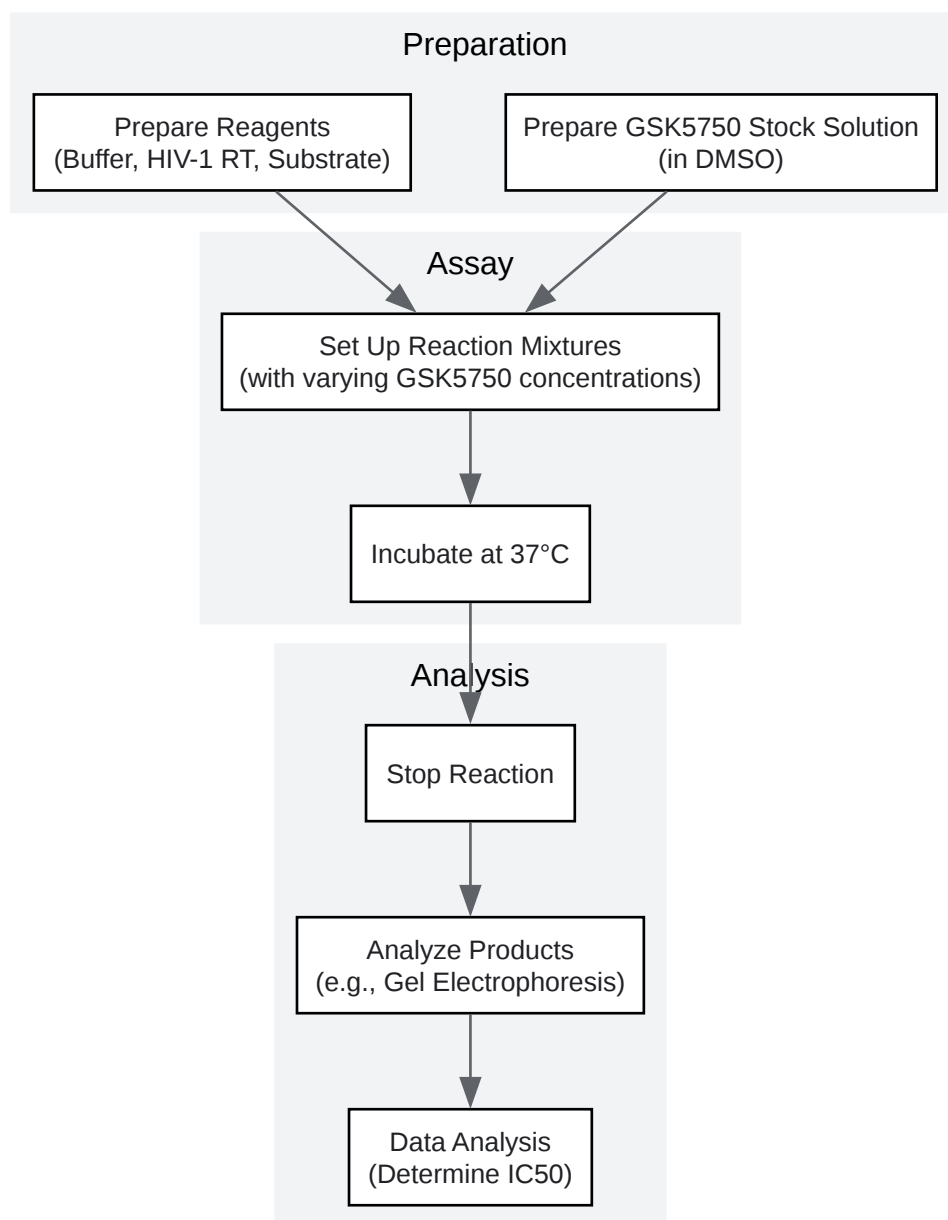 Preparation
Prepare Reagents
(Buffer, HIV-1 RT, Substrate)
Prepare GSK5750 Stock Solution
(in DMSO)
Assay
Set Up Reaction Mixtures
(with varying GSK5750 concentrations)
Incubate at 37°C
Analysis
Stop Reaction
Analyze Products
(e.g., Gel Electrophoresis)
Data Analysis
(Determine IC50)